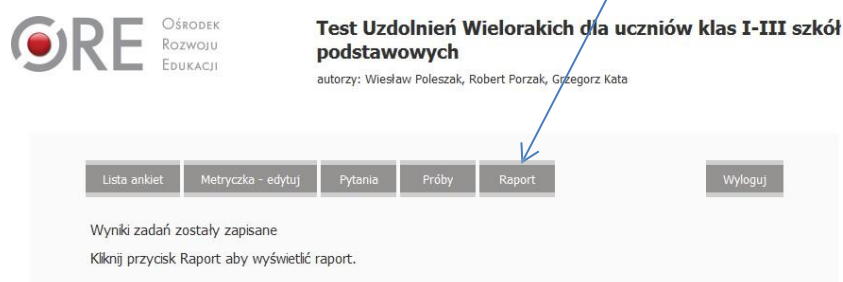 ORE
Ośrodek
Rozwoju
Edukacji
Test Uzdolnień Wielorakich dla uczniów klas I-III szkół
podstawowych
autorzy: Wiesław Poleszak, Robert Porzak, Grzegorz Kata
Lista ankiet Metryczka - edytuj Pytania Próby Raport Wyloguj
Wyniki zadań zostały zapisane
Kliknij przycisk Raport aby wyświetlić raport.